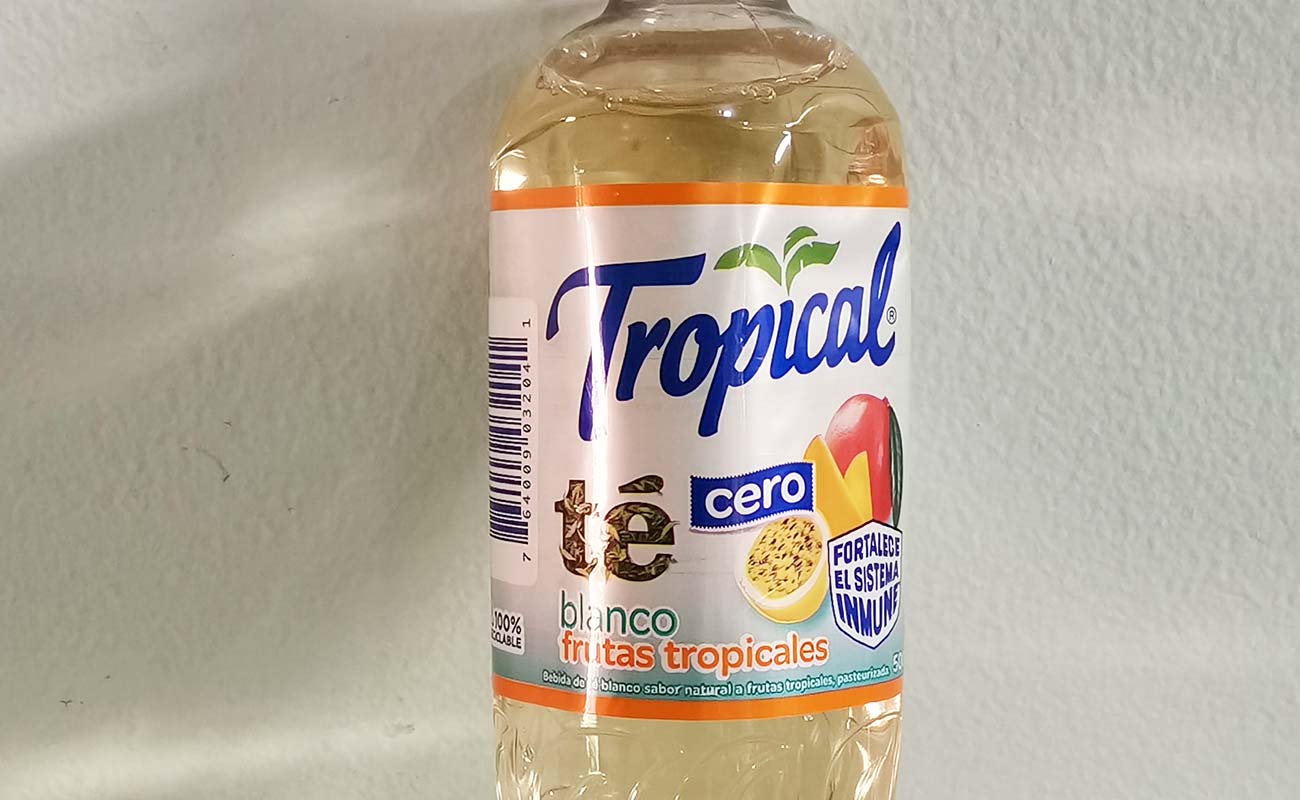 Tropical®
té cero
blanco
frutas tropicales
FORTALECE
EL SISTEMA
INMUNE
Bebida de té blanco sabor natural a frutas tropicales, pasteurizada.
7 64009 03204 1
100%